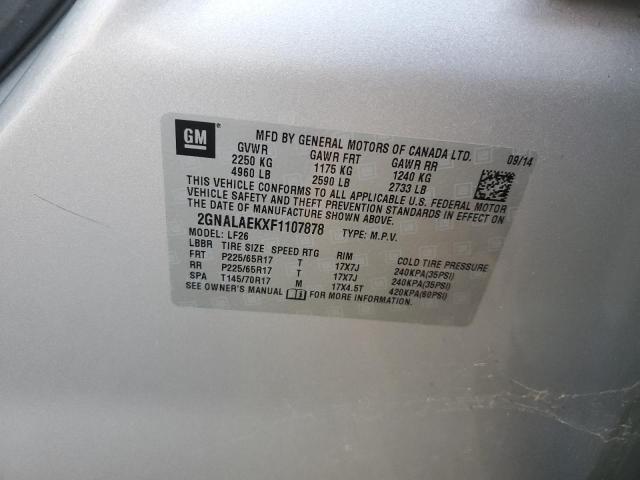 GM
MFD BY GENERAL MOTORS OF CANADA LTD.
GVWR GAWR FRT GAWR RR 09/14
2250 KG 1175 KG 1240 KG
4960 LB 2590 LB 2733 LB
THIS VEHICLE CONFORMS TO ALL APPLICABLE U.S. FEDERAL MOTOR
VEHICLE SAFETY AND THEFT PREVENTION STANDARDS IN EFFECT ON
THE DATE OF MANUFACTURE SHOWN ABOVE.
2GNALAEKXF1107878 TYPE: M.P.V.
MODEL: LF26
LBBR TIRE SIZE SPEED RTG RIM COLD TIRE PRESSURE
FRT P225/65R17 T 17X7J 240KPA(35PSI)
RR P225/65R17 T 17X7J 240KPA(35PSI)
SPA T145/70R17 M 17X4.5T 420KPA(60PSI)
SEE OWNER'S MANUAL FOR MORE INFORMATION.